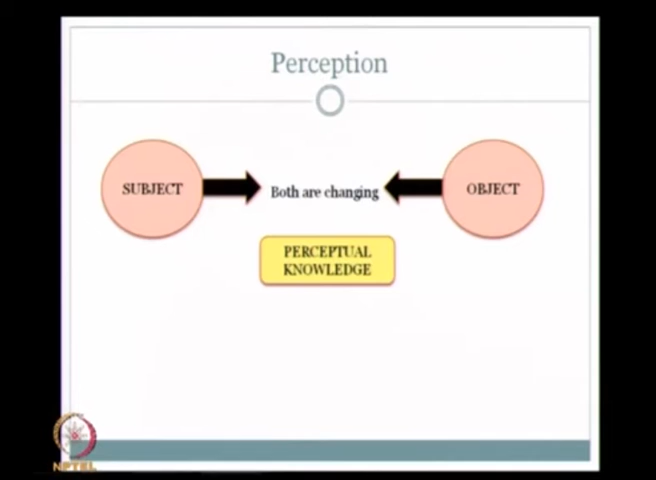 Perception
SUBJECT
Both are changing
OBJECT
PERCEPTUAL
KNOWLEDGE
NPTEL